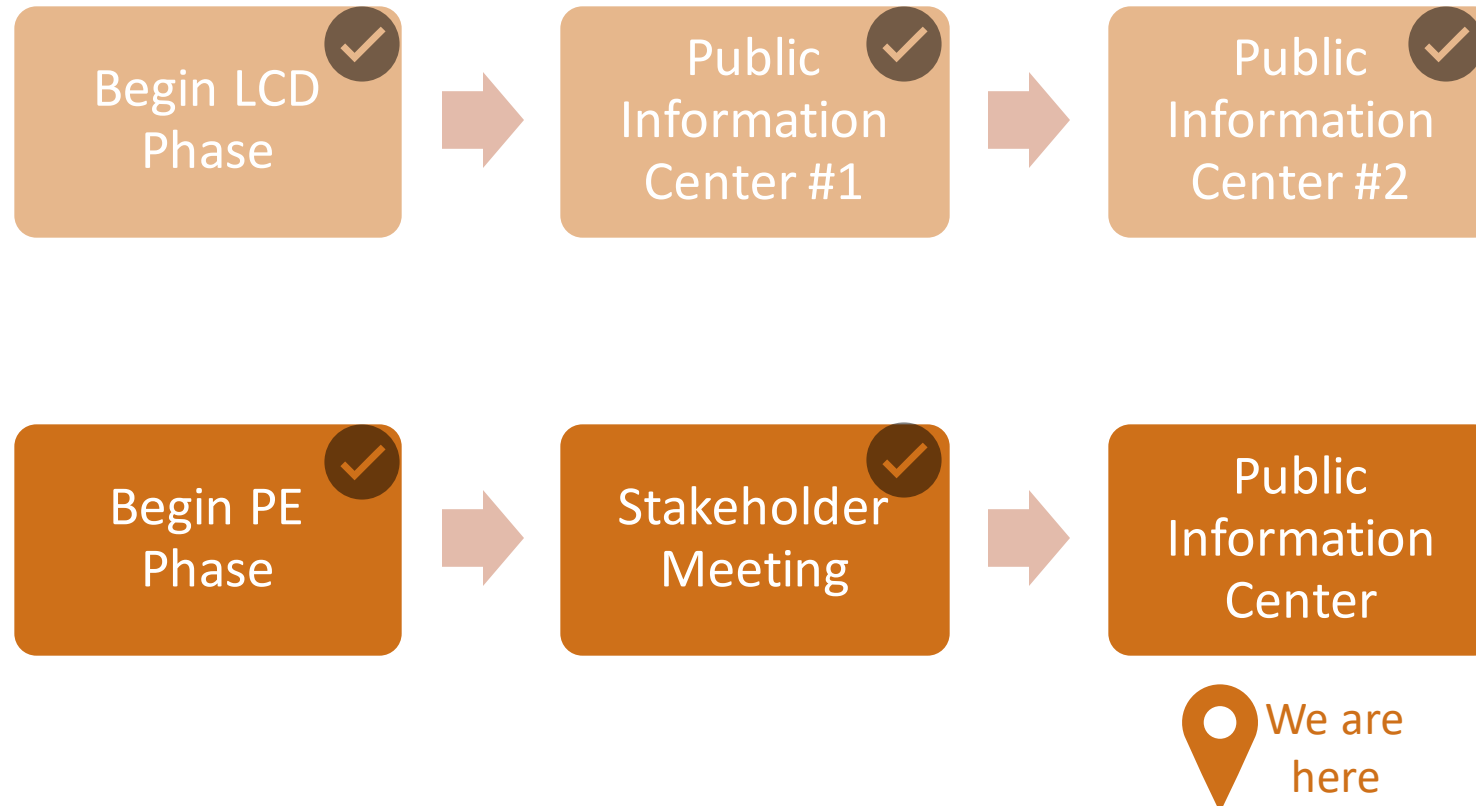 Begin LCD
Phase
Public
Information
Center #1
Public
Information
Center #2
Begin PE
Phase
Stakeholder
Meeting
Public
Information
Center
We are
here